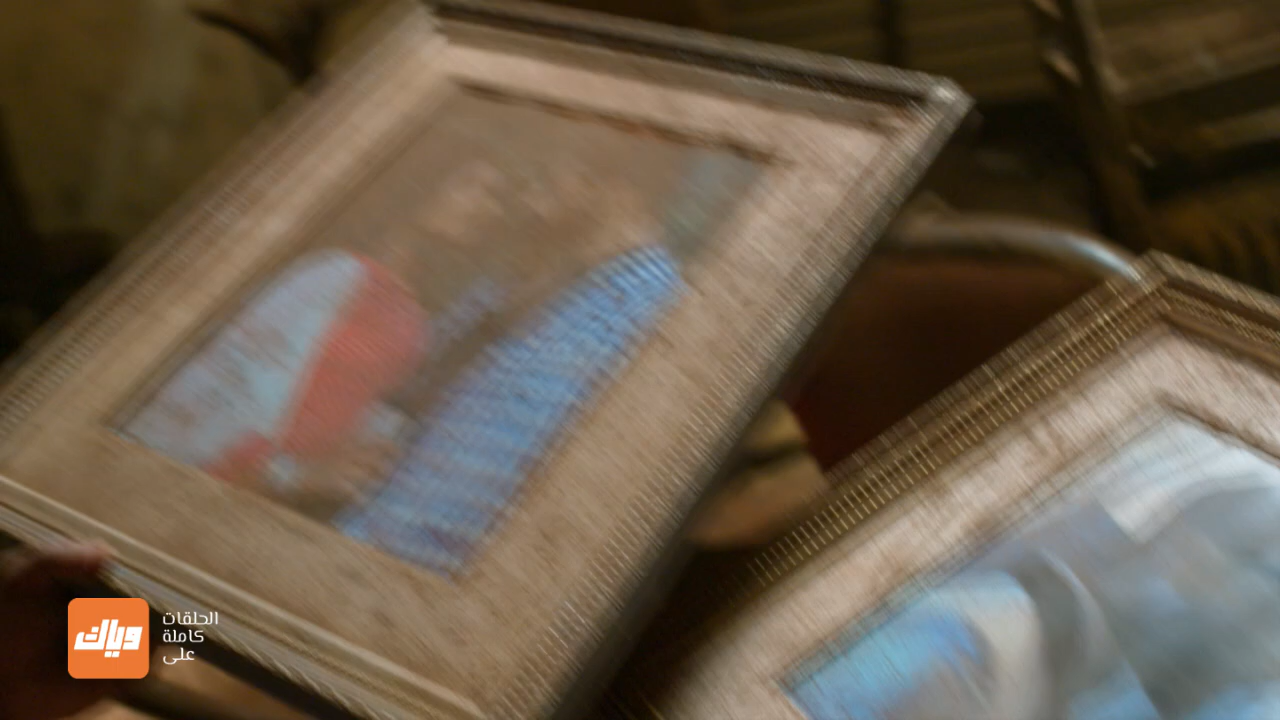 الحلقات
كاملة
على
وياك